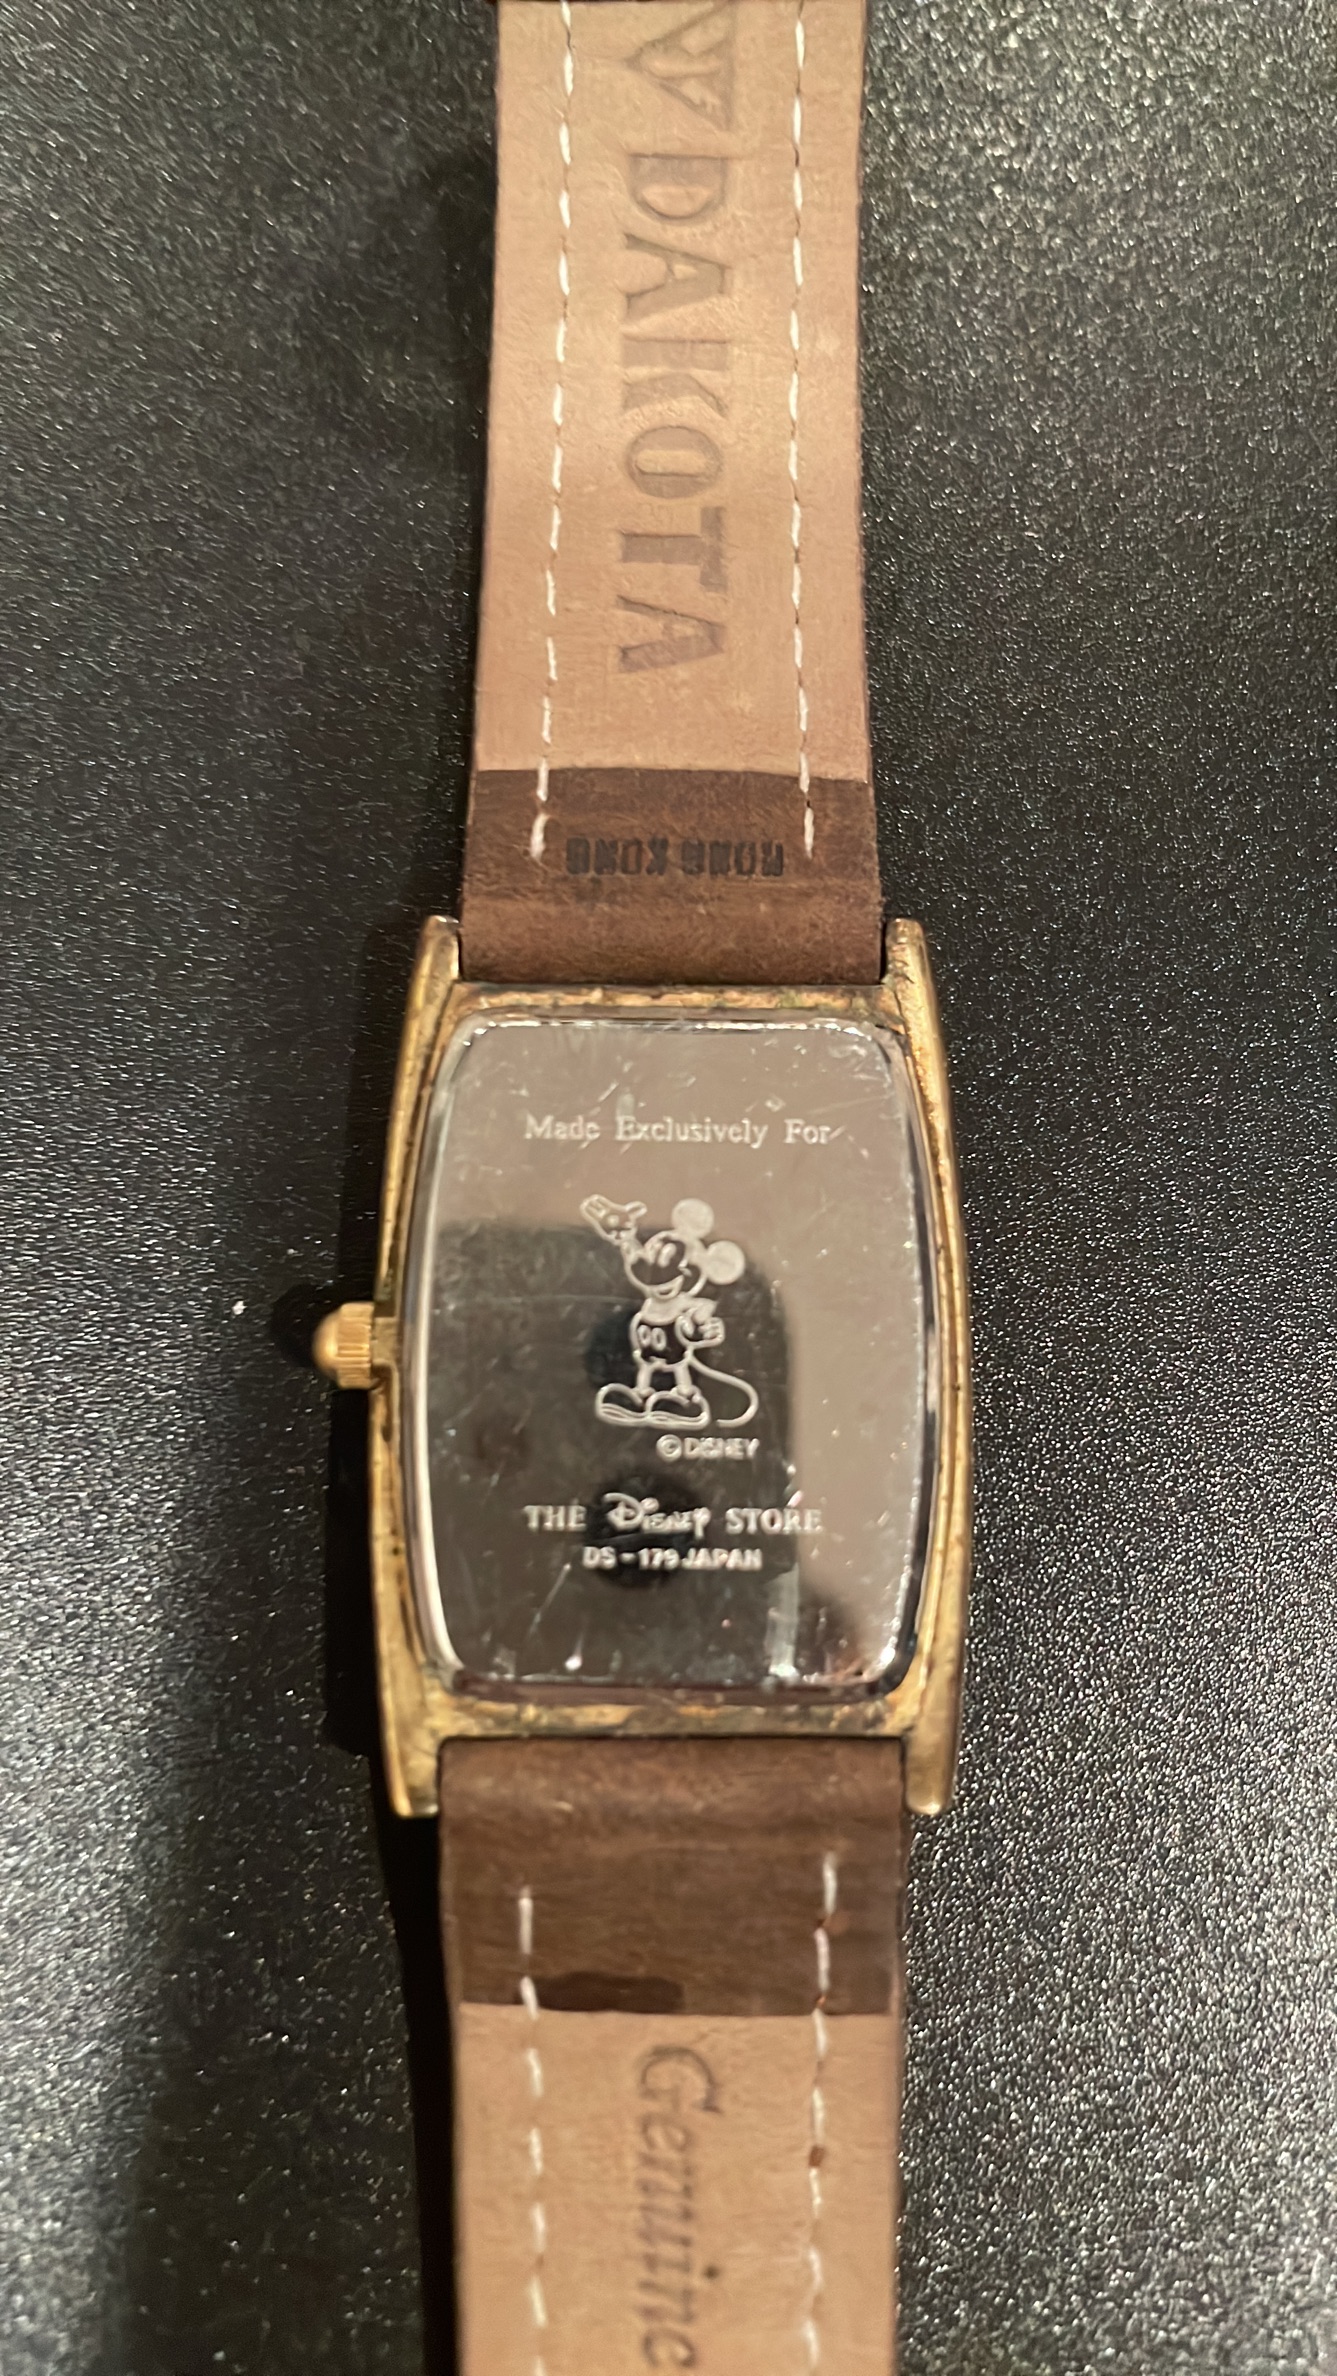 DAKOTA
HONG KONG
Made Exclusively For
©DISNEY
THE Disney STORE
DS-179 JAPAN
Genuine